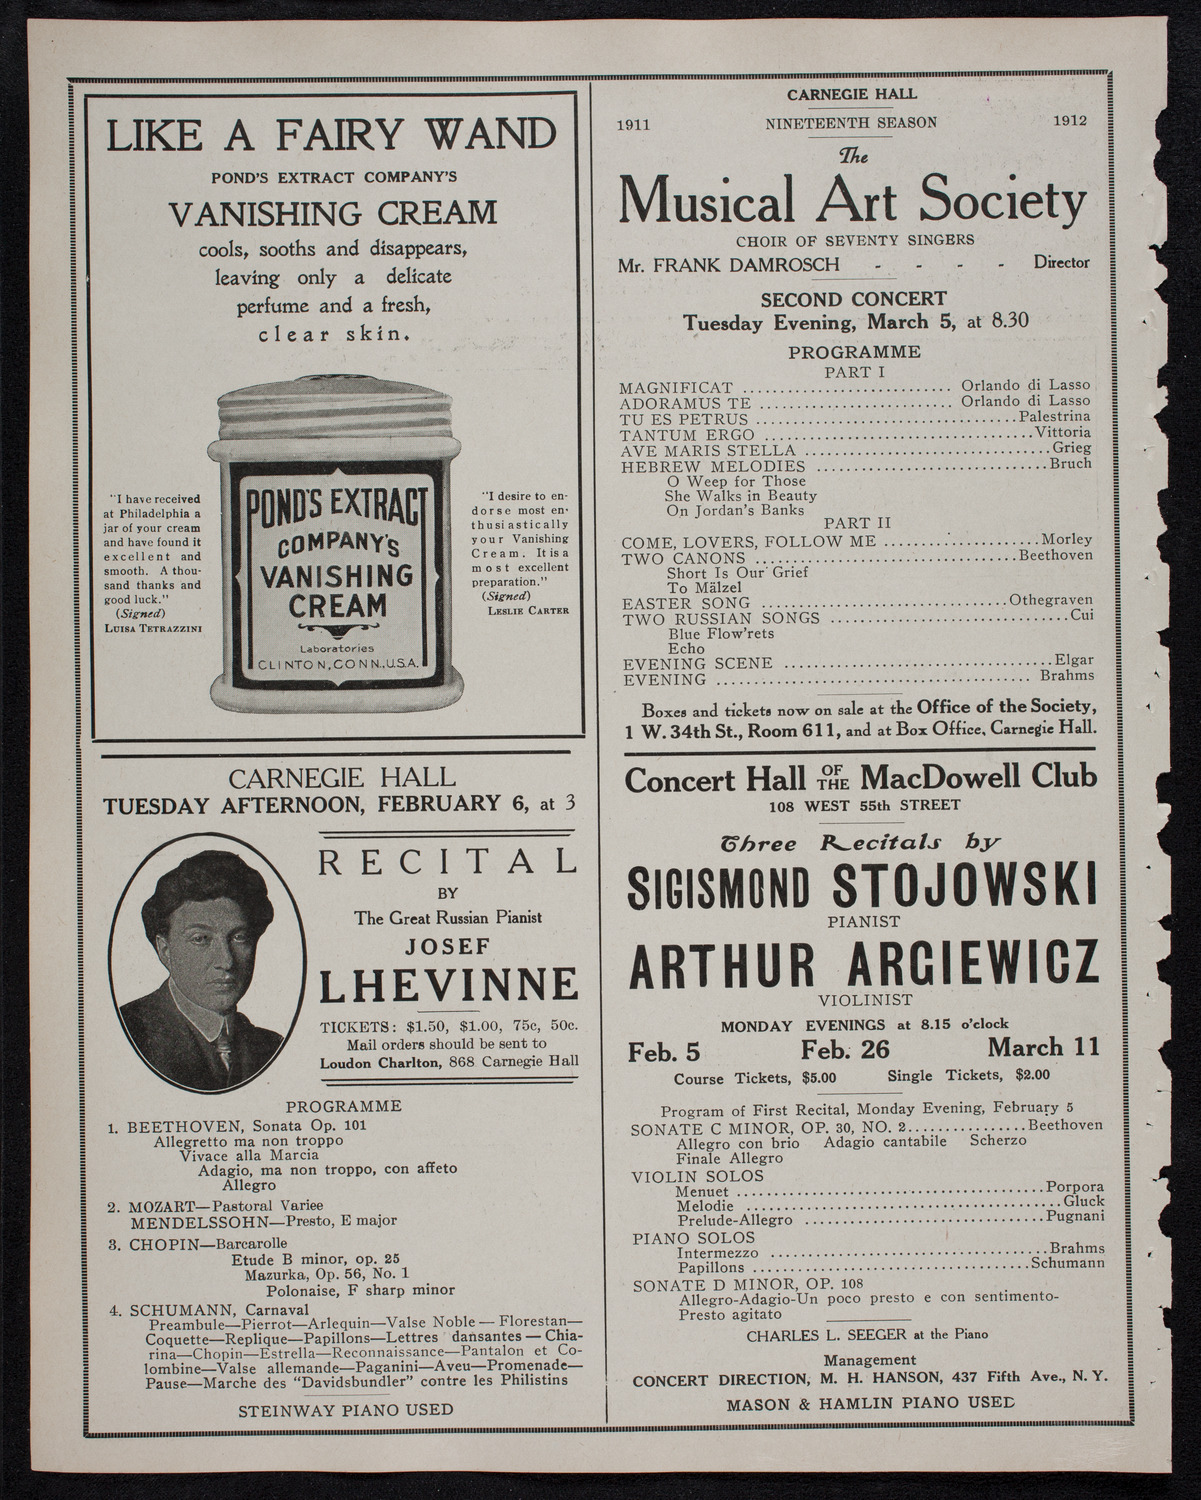 LIKE A FAIRY WAND
POND'S EXTRACT COMPANY'S
VANISHING CREAM
cools, sooths and disappears,
leaving only a delicate
perfume and a fresh,
clear skin.
"I have received
at Philadelphia a
jar of your cream
and have found it
excellent and
smooth. A thou-
sand thanks and
good luck."
(Signed)
LUISA TETRAZZINI
POND'S EXTRACT
COMPANY'S
VANISHING
CREAM
Laboratories
CLINTON, CONN., U.S.A.
"I desire to en-
dorse most en-
thusiastically
your Vanishing
Cream. It is a
most excellent
preparation."
(Signed)
LESLIE CARTER
CARNEGIE HALL
TUESDAY AFTERNOON, FEBRUARY 6, at 3
RECITAL
BY
The Great Russian Pianist
JOSEF
LHEVINNE
TICKETS: $1.50, $1.00, 75c, 50c.
Mail orders should be sent to
Loudon Charlton, 868 Carnegie Hall
PROGRAMME
1. BEETHOVEN, Sonata Op. 101
Allegretto ma non troppo
Vivace alla Marcia
Adagio, ma non troppo, con affeto
Allegro
2. MOZART—Pastoral Variee
MENDELSSOHN—Presto, E major
3. CHOPIN—Barcarolle
Etude B minor, op. 25
Mazurka, Op. 56, No. 1
Polonaise, F sharp minor
4. SCHUMANN, Carnaval
Preambule—Pierrot—Arlequin—Valse Noble—Florestan—
Coquette—Replique—Papillons—Lettres dansantes—Chia-
rina—Chopin—Estrella—Reconnaissance—Pantalon et Co-
lombine—Valse allemande—Paganini—Aveu—Promenade—
Pause—Marche des "Davidsbundler" contre les Philistins
STEINWAY PIANO USED
CARNEGIE HALL
1911 NINETEENTH SEASON 1912
The
Musical Art Society
CHOIR OF SEVENTY SINGERS
Mr. FRANK DAMROSCH - - - - Director
SECOND CONCERT
Tuesday Evening, March 5, at 8.30
PROGRAMME
PART I
MAGNIFICAT ............ Orlando di Lasso
ADORAMUS TE ............ Orlando di Lasso
TU ES PETRUS ............ Palestrina
TANTUM ERGO ............ Vittoria
AVE MARIS STELLA ............ Grieg
HEBREW MELODIES ............ Bruch
O Weep for Those
She Walks in Beauty
On Jordan's Banks
PART II
COME, LOVERS, FOLLOW ME ............ Morley
TWO CANONS ............ Beethoven
Short Is Our Grief
To Mälzel
EASTER SONG ............ Othegraven
TWO RUSSIAN SONGS ............ Cui
Blue Flow'rets
Echo
EVENING SCENE ............ Elgar
EVENING ............ Brahms
Boxes and tickets now on sale at the Office of the Society,
1 W. 34th St., Room 611, and at Box Office, Carnegie Hall.
Concert Hall OF THE MacDowell Club
108 WEST 55th STREET
Three Recitals by
SIGISMOND STOJOWSKI
PIANIST
ARTHUR ARGIEWICZ
VIOLINIST
MONDAY EVENINGS at 8.15 o'clock
Feb. 5 Feb. 26 March 11
Course Tickets, $5.00 Single Tickets, $2.00
Program of First Recital, Monday Evening, February 5
SONATE C MINOR, OP. 30, NO. 2............ Beethoven
Allegro con brio Adagio cantabile Scherzo
Finale Allegro
VIOLIN SOLOS
Menuet ............ Porpora
Melodie ............ Gluck
Prelude-Allegro ............ Pugnani
PIANO SOLOS
Intermezzo ............ Brahms
Papillons ............ Schumann
SONATE D MINOR, OP. 108
Allegro-Adagio-Un poco presto e con sentimento-
Presto agitato
CHARLES L. SEEGER at the Piano
Management
CONCERT DIRECTION, M. H. HANSON, 437 Fifth Ave., N. Y.
MASON & HAMLIN PIANO USED